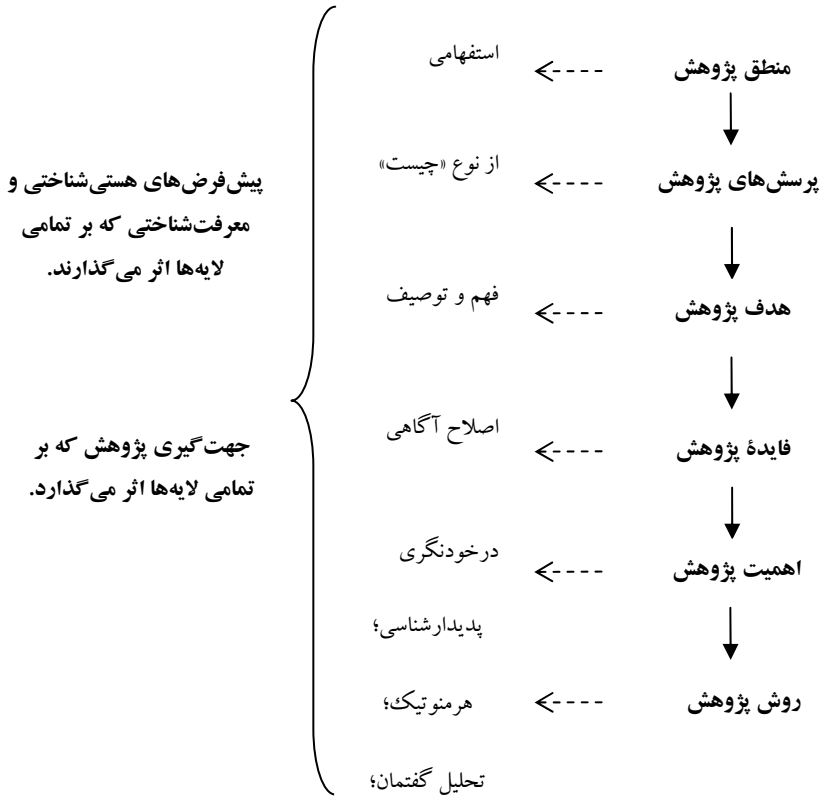 منطق پژوهش
استفهامی
پرسش‌های پژوهش
از نوع «چیست»
هدف پژوهش
فهم و توصیف
فایدۀ پژوهش
اصلاح آگاهی
اهمیت پژوهش
درخودنگری
روش پژوهش
پدیدارشناسی؛
هرمنوتیک؛
تحلیل گفتمان؛
پیش‌فرض‌های هستی‌شناختی و
معرفت‌شناختی که بر تمامی
لایه‌ها اثر می‌گذارند.
جهت‌گیری پژوهش که بر
تمامی لایه‌ها اثر می‌گذارد.